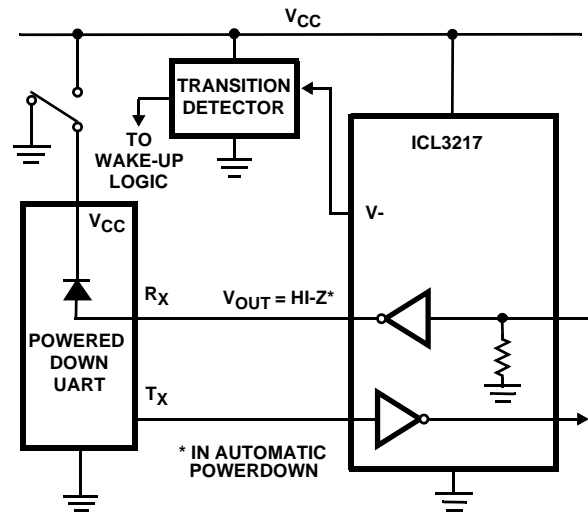 VCC
TRANSITION
DETECTOR
TO
WAKE-UP
LOGIC
ICL3217
V-
VCC
RX
VOUT = HI-Z*
POWERED
DOWN
UART
TX
* IN AUTOMATIC
POWERDOWN